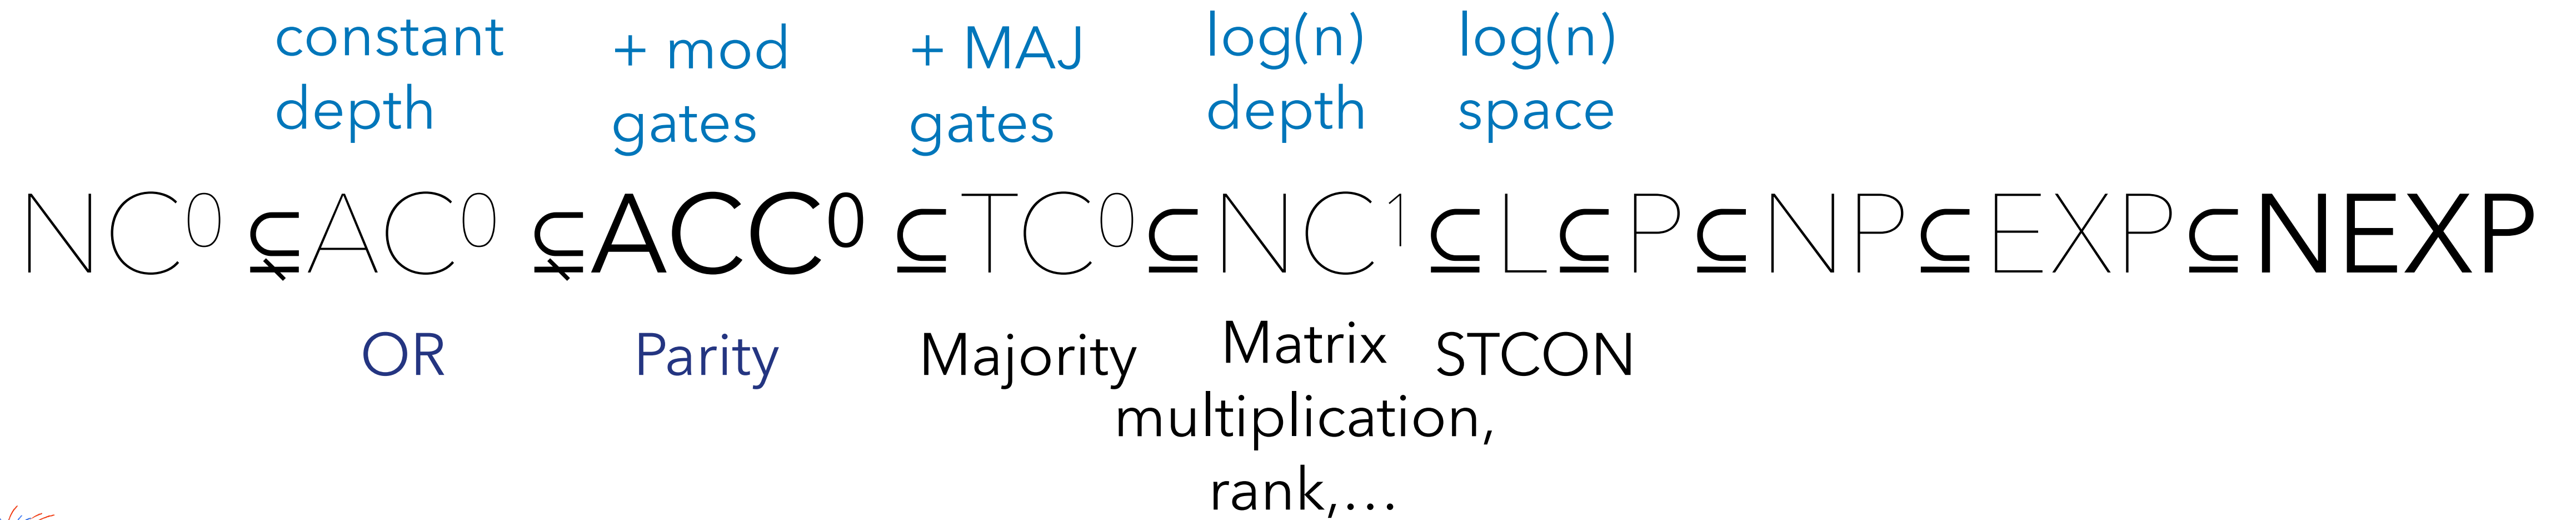 constant
depth
+ mod
gates
+ MAJ
gates
log(n)
depth
log(n)
space
NC⁰ ⊊ AC⁰ ⊊ ACC⁰ ⊆ TC⁰ ⊆ NC¹ ⊆ L ⊆ P ⊆ NP ⊆ EXP ⊆ NEXP
OR
Parity
Majority
Matrix
multiplication,
rank,…
STCON